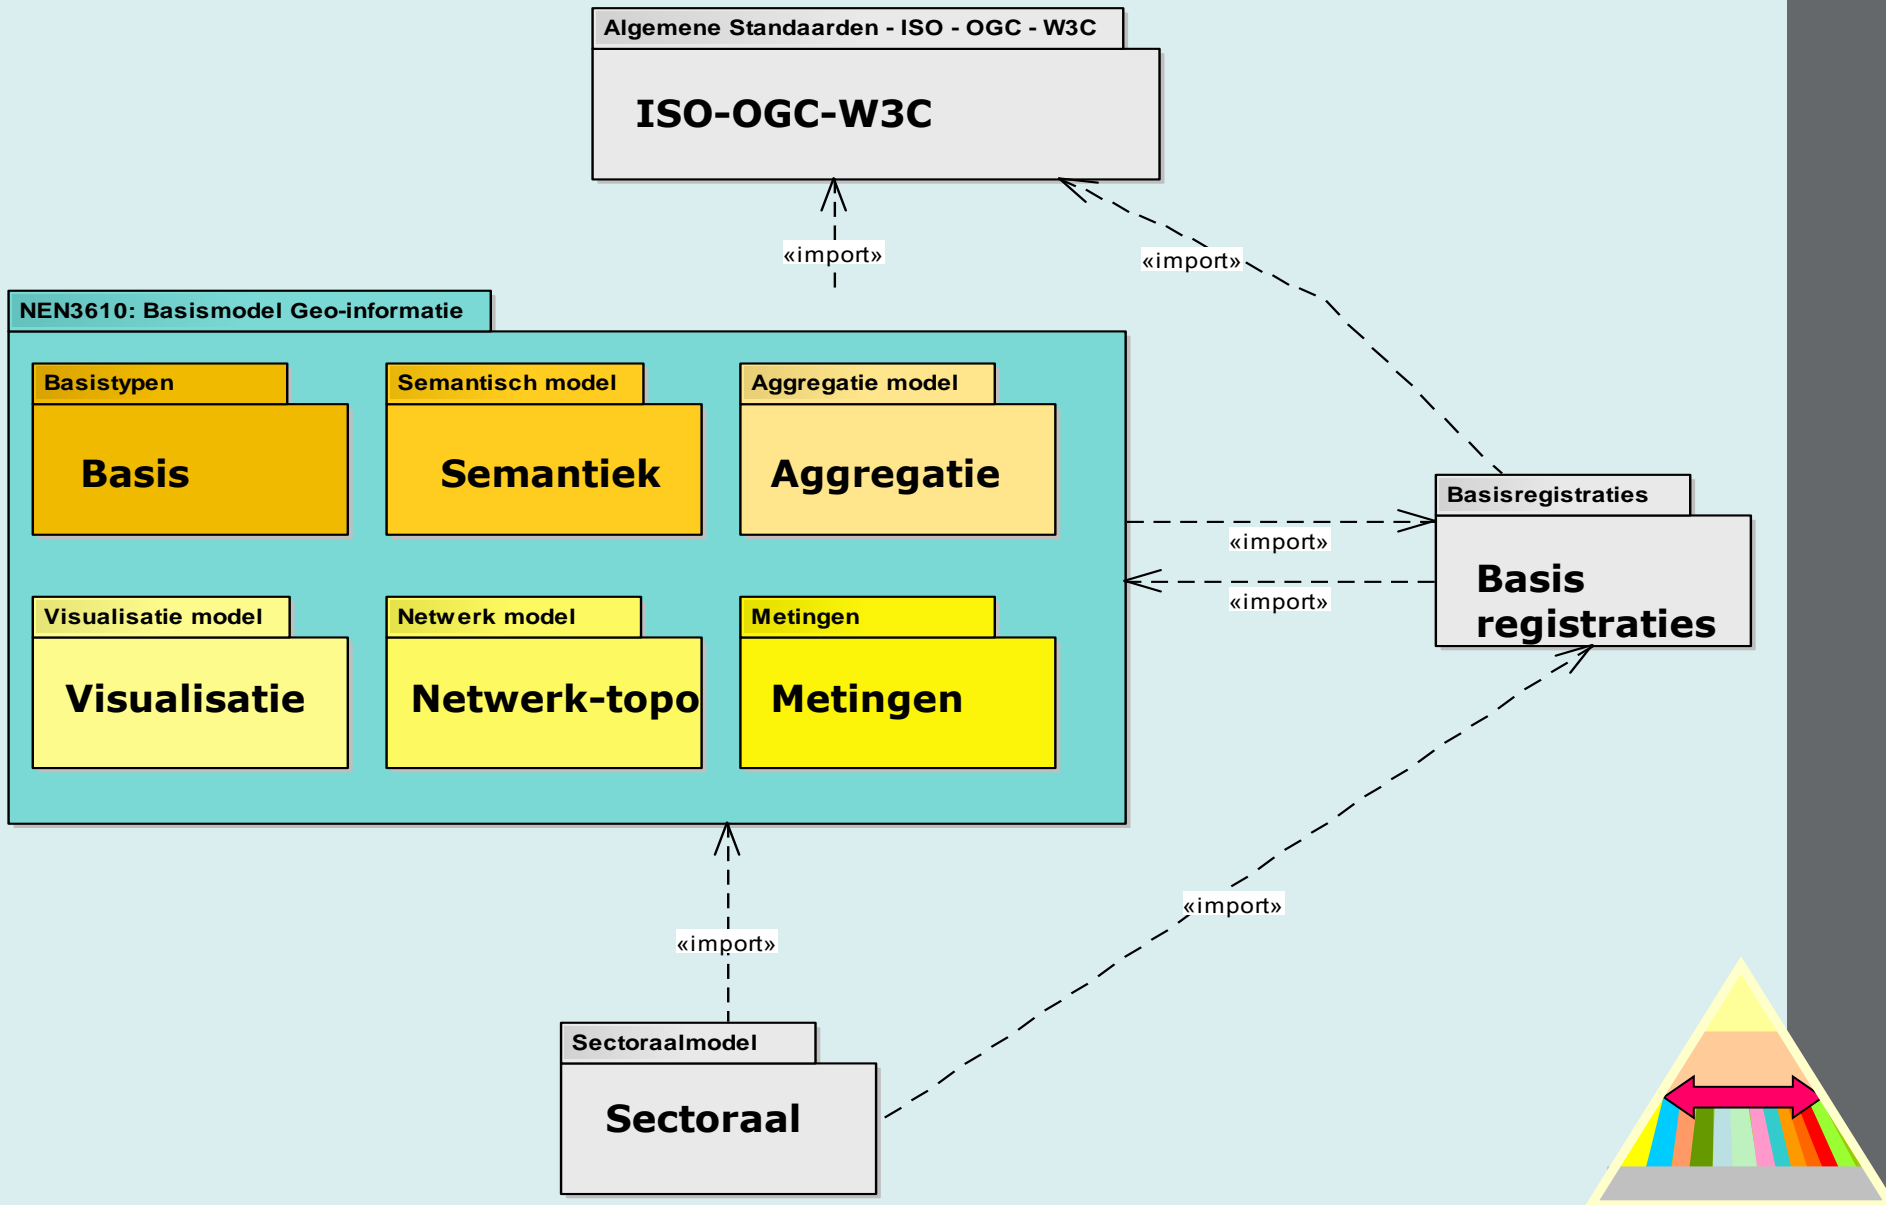 Algemene Standaarden - ISO - OGC - W3C
ISO-OGC-W3C
«import»
«import»
NEN3610: Basismodel Geo-informatie
Basistypen
Basis
Semantisch model
Semantiek
Aggregatie model
Aggregatie
Visualisatie model
Visualisatie
Netwerk model
Netwerk-topo
Metingen
Metingen
«import»
«import»
Basisregistraties
Basis
registraties
«import»
«import»
Sectoraalmodel
Sectoraal